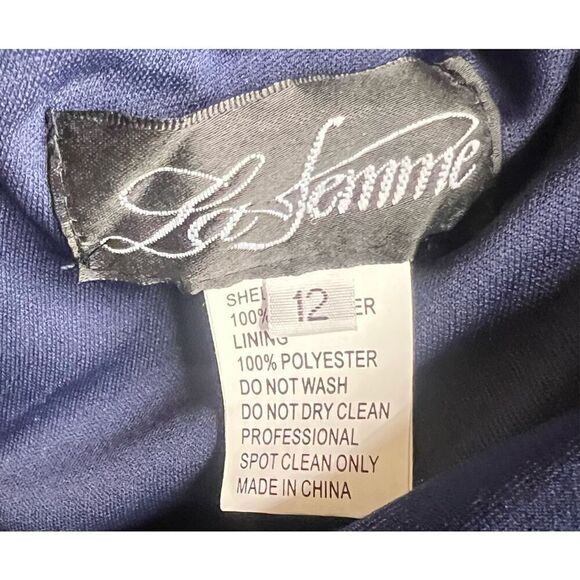 La Femme
12
SHEL
100% ER
LINING
100% POLYESTER
DO NOT WASH
DO NOT DRY CLEAN
PROFESSIONAL
SPOT CLEAN ONLY
MADE IN CHINA